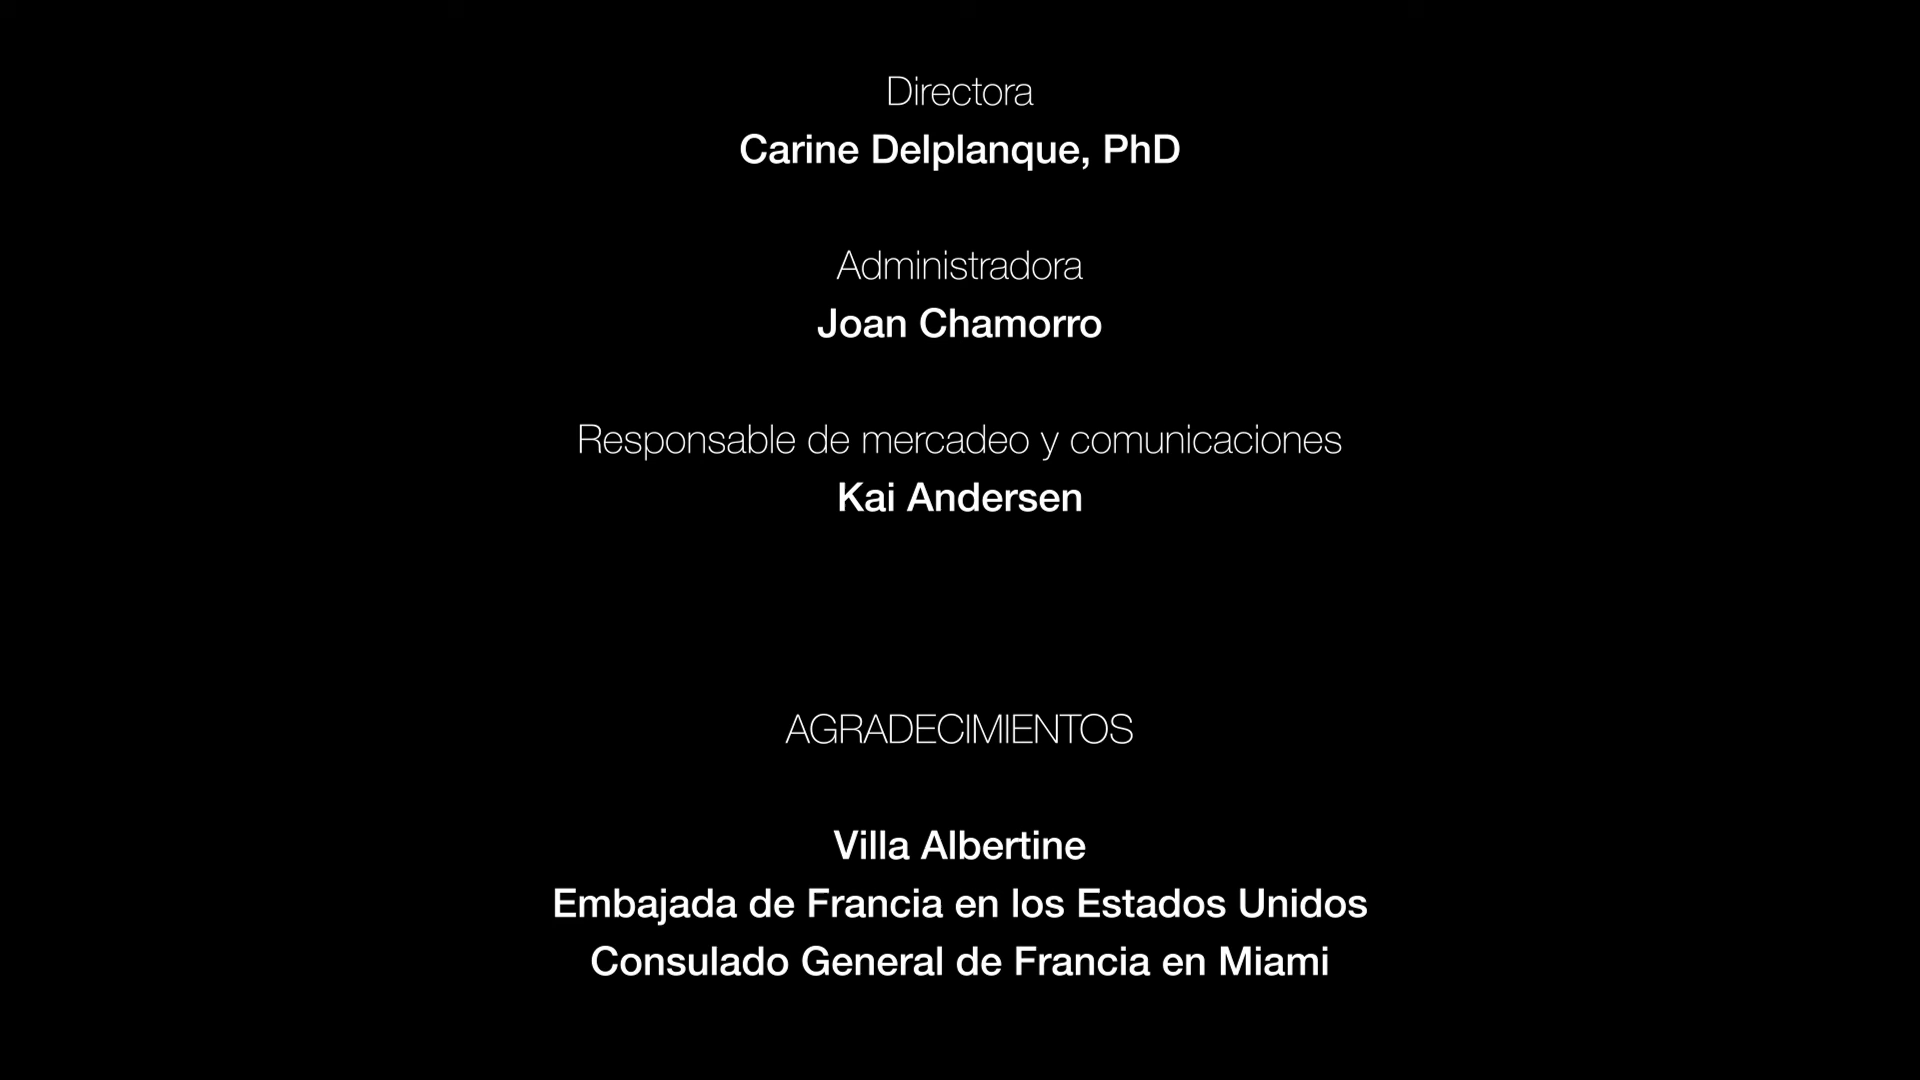 Directora
Carine Delplanque, PhD
Administradora
Joan Chamorro
Responsable de mercadeo y comunicaciones
Kai Andersen
AGRADECIMIENTOS
Villa Albertine
Embajada de Francia en los Estados Unidos
Consulado General de Francia en Miami